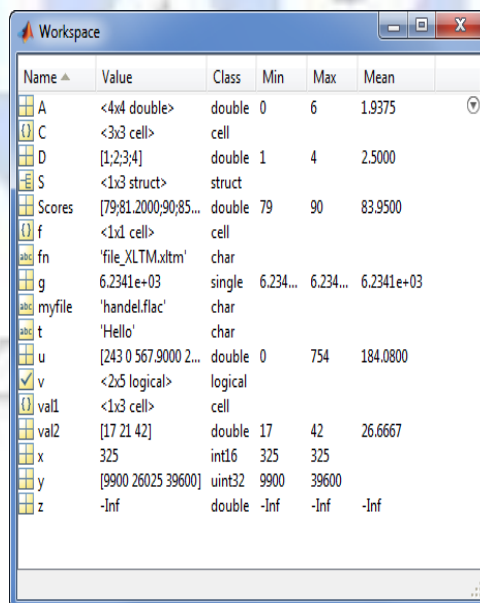 Workspace
Name Value Class Min Max Mean
A <4x4 double> double 0 6 1.9375
C <3x3 cell> cell
D [1;2;3;4] double 1 4 2.5000
S <1x3 struct> struct
Scores [79;81.2000;90;85... double 79 90 83.9500
f <1x1 cell> cell
fn 'file_XLTM.xltm' char
g 6.2341e+03 single 6.234... 6.234... 6.2341e+03
myfile 'handel.flac' char
t 'Hello' char
u [243 0 567.9000 2... double 0 754 184.0800
v <2x5 logical> logical
val1 <1x3 cell> cell
val2 [17 21 42] double 17 42 26.6667
x 325 int16 325 325
y [9900 26025 39600] uint32 9900 39600
z -Inf double -Inf -Inf -Inf